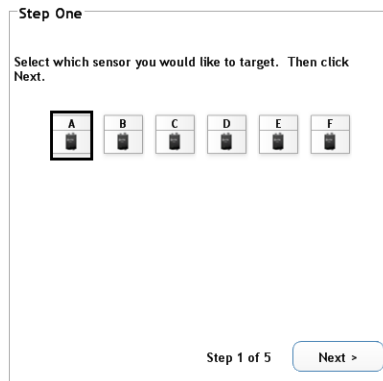 Step One
Select which sensor you would like to target. Then click
Next.
A B C D E F
Step 1 of 5 Next >